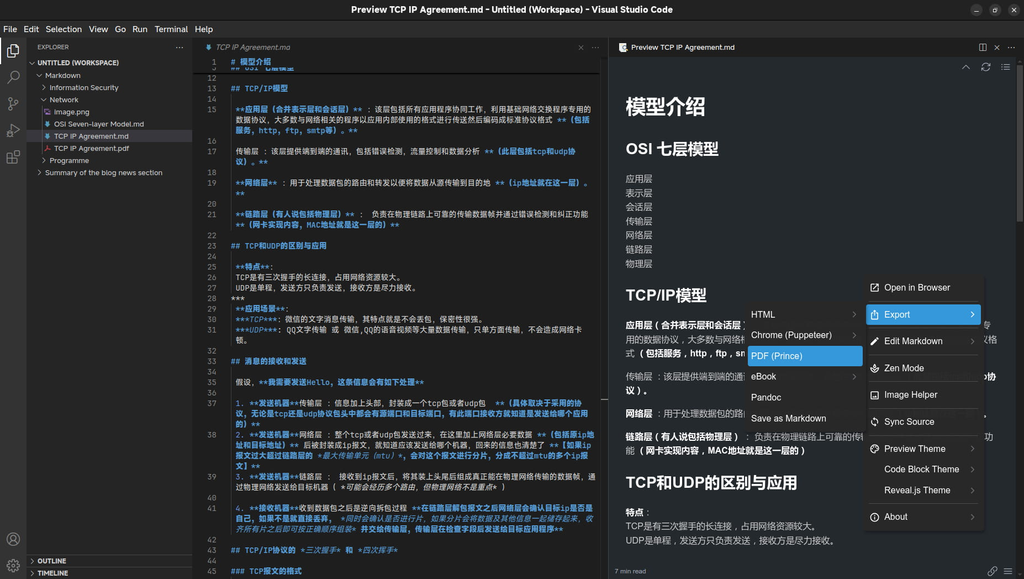 Preview TCP IP Agreement.md - Untitled (Workspace) - Visual Studio Code
File Edit Selection View Go Run Terminal Help
EXPLORER
UNTITLED (WORKSPACE)
Markdown
Information Security
Network
Image.png
OSI Seven-layer Model.md
TCP IP Agreement.md
TCP IP Agreement.pdf
Programme
Summary of the blog news section
OUTLINE
TIMELINE
TCP IP Agreement.md
1 # 模型介绍
12
13 ## TCP/IP模型
14
15 **应用层(合并表示层和会话层)** : 该层包括所有应用程序协同工作, 利用基础网络交换程序专用的
数据协议, 大多数与网络相关的程序以应用内部使用的格式进行传送然后编码成标准协议格式 **(包括
服务, http, ftp, smtp等) 。**
16
17 传输层 : 该层提供端到端的通讯, 包括错误检测, 流量控制和数据分析 **(此层包括tcp和udp协
议) 。**
18
19 **网络层** : 用于处理数据包的路由和转发以便将数据从源传输到目的地 **(ip地址就在这一层) 。
**
20
21 **链路层(有人说包括物理层)** : 负责在物理链路上可靠的传输数据帧并通过错误检测和纠正功能
**(网卡实现内容, MAC地址就是这一层的)**
22
23 ## TCP和UDP的区别与应用
24
25 **特点**:
26 TCP是有三次握手的长连接, 占用网络资源较大。
27 UDP是单程, 发送方只负责发送, 接收方是尽力接收。
28 ***
29 **应用场景**:
30 ***TCP***: 微信的文字消息传输, 其特点就是不会丢包, 保密性很强。
31 ***UDP***: QQ文字传输 或 微信,QQ的语音视频等大量数据传输, 只单方面传输, 不会造成网络卡
顿。
32
33 ## 消息的接收和发送
34
35 假设, **我需要发送Hello, 这条信息会有如下处理**
36
37 1. **发送机器**传输层 : 信息加上头部, 封装成一个tcp包或者udp包 **(具体取决于采用的协
议, 无论是tcp还是udp协议包头中都会有源端口和目标端口, 有此端口接收方就知道是发送给哪个应用
的)**
38 2. **发送机器**网络层 : 整个tcp或者udp包发送过来, 在这里加上网络层必要数据 **(包括原ip地
址和目标地址)** 后被封装成ip报文, 就知道应该发送给哪个机器, 回来的信息也清楚了 **[如果ip
报文过大超过链路层的 *最大传输单元 (mtu) *, 会对这个报文进行分片, 分成不超过mtu的多个ip报
文]**
39 3. **发送机器**链路层 : 接收到ip报文后, 将其装上头尾后组成真正能在物理网络传输的数据帧, 通
过物理网络发送给目标机器 ( *可能会经历多个路由, 但物理网络不是重点* )
40
41 4. **接收机器**收到数据包之后是逆向拆包过程 **在链路层解包报文之后网络层会确认目标ip是否是
自己, 如果不是就直接丢弃, *同时会确认是否进行片, 如果分片会将数据及其他信息一起储存起来, 收
齐所有片之后即可按正确顺序组装* 并交给传输层, 传输层在检查字段后发送给目标应用程序**
42
43 ## TCP/IP协议的 *三次握手* 和 *四次挥手*
44
45 ### TCP报文的格式
Preview TCP IP Agreement.md
模型介绍
OSI 七层模型
应用层
表示层
会话层
传输层
网络层
链路层
物理层
TCP/IP模型
应用层 ( 合并表示层和会话层
用的数据协议, 大多数与网络
式 ( 包括服务, http, ftp,
传输层 : 该层提供端到端的通
议 ) 。
网络层 : 用于处理数据包的路由
链路层 ( 有人说包括物理层 ) : 负责在物理链路上可靠的传
能 ( 网卡实现内容, MAC地址就是这一层的 )
TCP和UDP的区别与应用
特点 :
TCP是有三次握手的长连接, 占用网络资源较大。
UDP是单程, 发送方只负责发送, 接收方是尽力接收。
7 min read
HTML
Chrome (Puppeteer)
PDF (Prince)
eBook
Pandoc
Save as Markdown
Open in Browser
Export
Edit Markdown
Zen Mode
Image Helper
Sync Source
Preview Theme
Code Block Theme
Reveal.js Theme
About